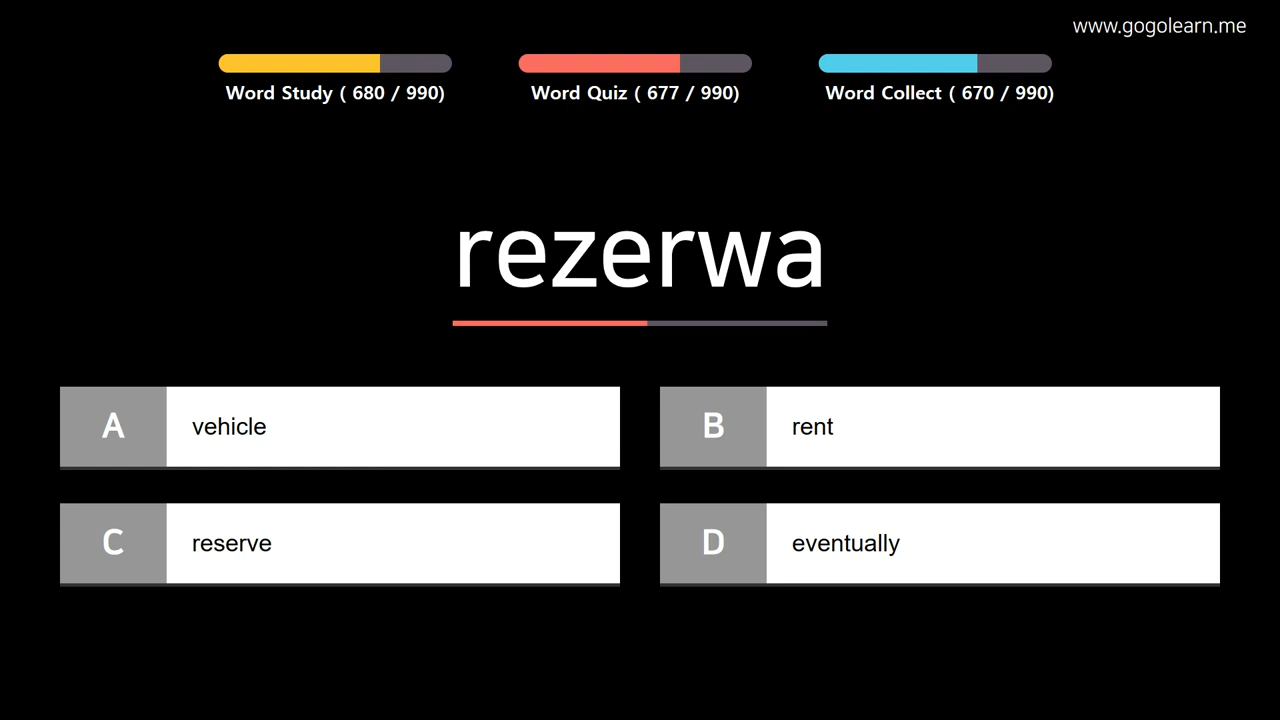 www.gogolearn.me
Word Study ( 680 / 990)
Word Quiz ( 677 / 990)
Word Collect ( 670 / 990)
rezerwa
A vehicle
B rent
C reserve
D eventually